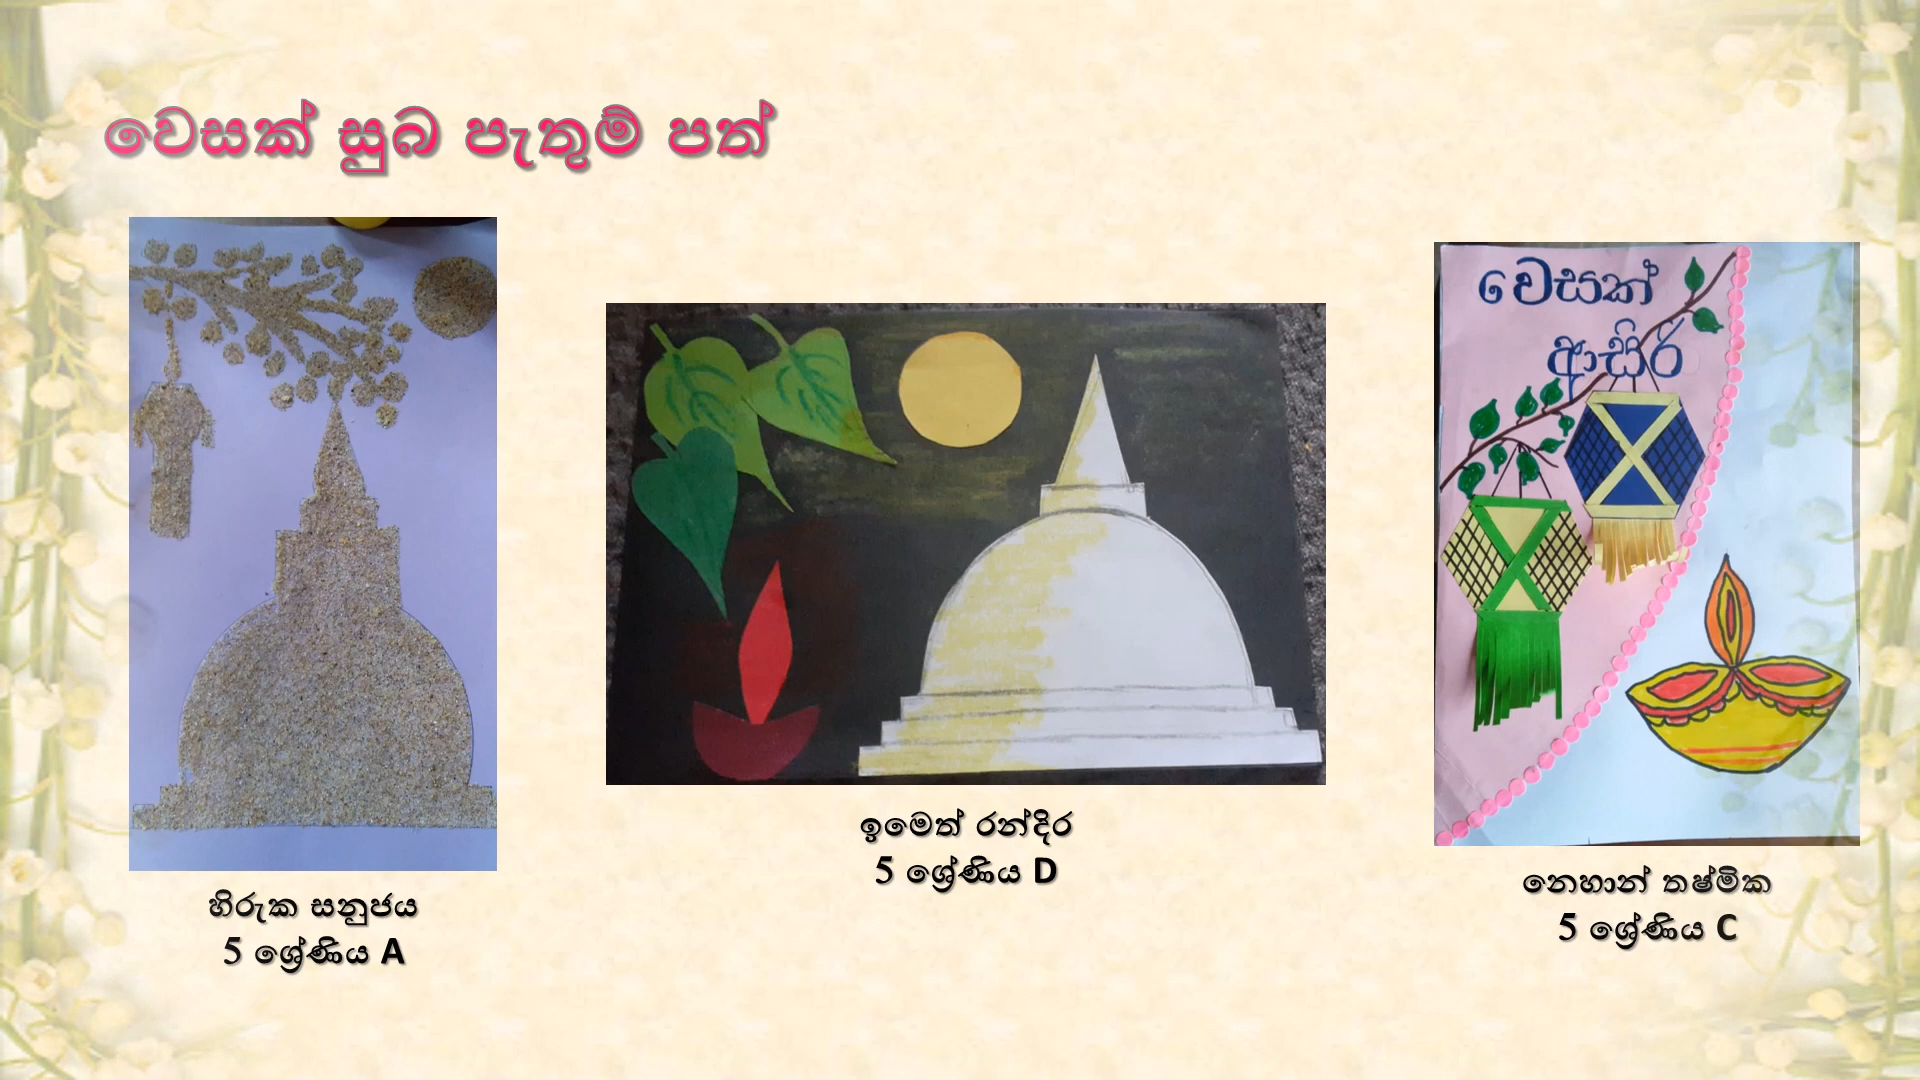 වෙසක් සුබ පැතුම් පත්
වෙසක්
ආසිරි
හිරුක සනුජය
5 ශ්‍රේණිය A
ඉමෙත් රන්දිර
5 ශ්‍රේණිය D
නෙහාන් තෂ්මික
5 ශ්‍රේණිය C